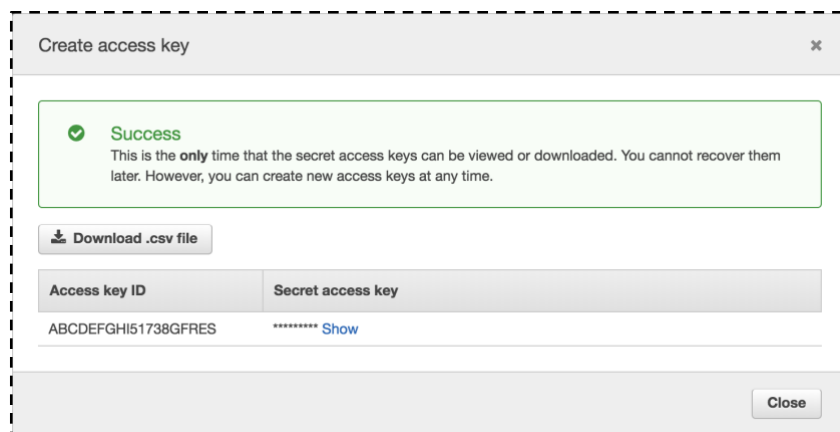 Create access key ×
Success
This is the only time that the secret access keys can be viewed or downloaded. You cannot recover them
later. However, you can create new access keys at any time.
Download .csv file
Access key ID Secret access key
ABCDEFGHI51738GFRES ********* Show
Close